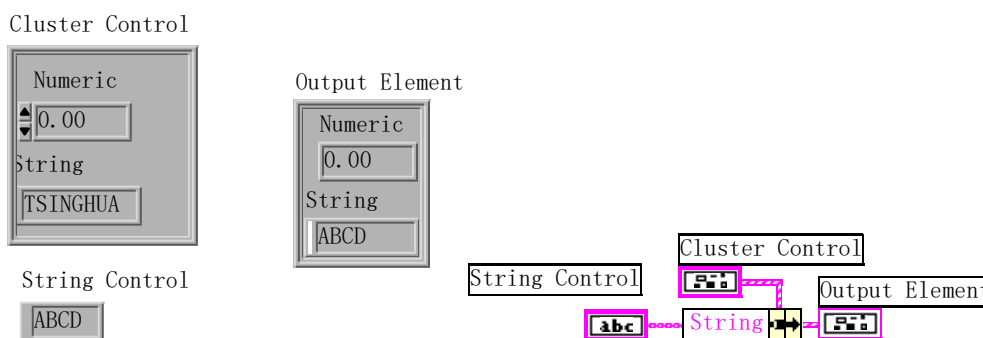 Cluster Control
Numeric
0.00
String
TSINGHUA
String Control
ABCD
Output Element
Numeric
0.00
String
ABCD
String Control
abc
Cluster Control
String
Output Element